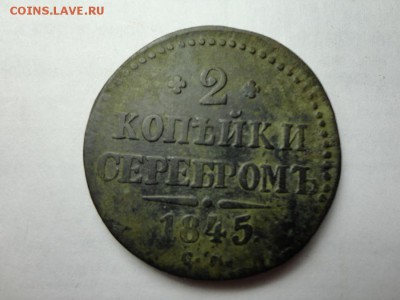 COINS.LAVE.RU
2
КОПѢЙКИ
СЕРЕБРОМЪ
1845